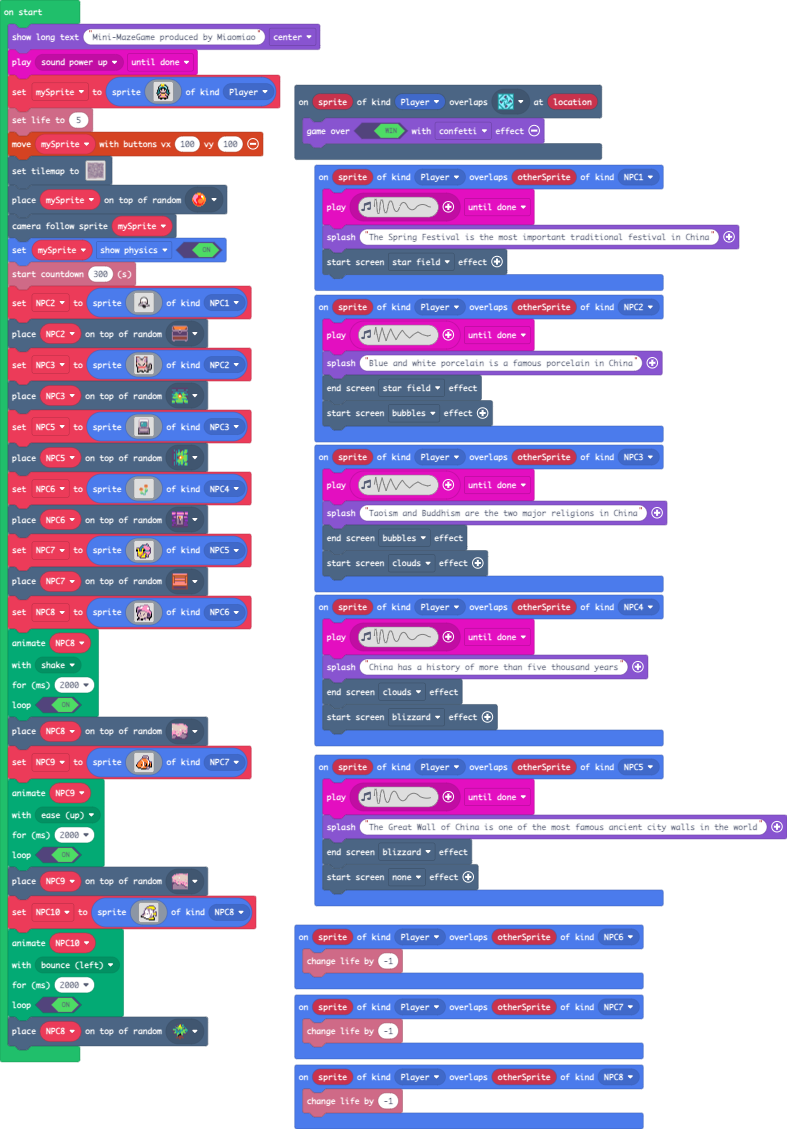 on start
show long text "Mini-MazeGame produced by Miaomiao" center
play sound power up until done
set mySprite to sprite of kind Player
set life to 5
move mySprite with buttons vx 100 vy 100
set tilemap to
place mySprite on top of random
camera follow sprite mySprite
set mySprite show physics ON
start countdown 300 (s)
set NPC2 to sprite of kind NPC1
place NPC2 on top of random
set NPC3 to sprite of kind NPC2
place NPC3 on top of random
set NPC5 to sprite of kind NPC3
place NPC5 on top of random
set NPC6 to sprite of kind NPC4
place NPC6 on top of random
set NPC7 to sprite of kind NPC5
place NPC7 on top of random
set NPC8 to sprite of kind NPC6
animate NPC8
with shake
for (ms) 2000
loop ON
place NPC8 on top of random
set NPC9 to sprite of kind NPC7
animate NPC9
with ease (up)
for (ms) 2000
loop ON
place NPC9 on top of random
set NPC10 to sprite of kind NPC8
animate NPC10
with bounce (left)
for (ms) 2000
loop ON
place NPC8 on top of random
on sprite of kind Player overlaps at location
game over WIN with confetti effect
on sprite of kind Player overlaps otherSprite of kind NPC1
play until done
splash "The Spring Festival is the most important traditional festival in China"
start screen star field effect
on sprite of kind Player overlaps otherSprite of kind NPC2
play until done
splash "Blue and white porcelain is a famous porcelain in China"
end screen star field effect
start screen bubbles effect
on sprite of kind Player overlaps otherSprite of kind NPC3
play until done
splash "Taoism and Buddhism are the two major religions in China"
end screen bubbles effect
start screen clouds effect
on sprite of kind Player overlaps otherSprite of kind NPC4
play until done
splash "China has a history of more than five thousand years"
end screen clouds effect
start screen blizzard effect
on sprite of kind Player overlaps otherSprite of kind NPC5
play until done
splash "The Great Wall of China is one of the most famous ancient city walls in the world"
end screen blizzard effect
start screen none effect
on sprite of kind Player overlaps otherSprite of kind NPC6
change life by -1
on sprite of kind Player overlaps otherSprite of kind NPC7
change life by -1
on sprite of kind Player overlaps otherSprite of kind NPC8
change life by -1